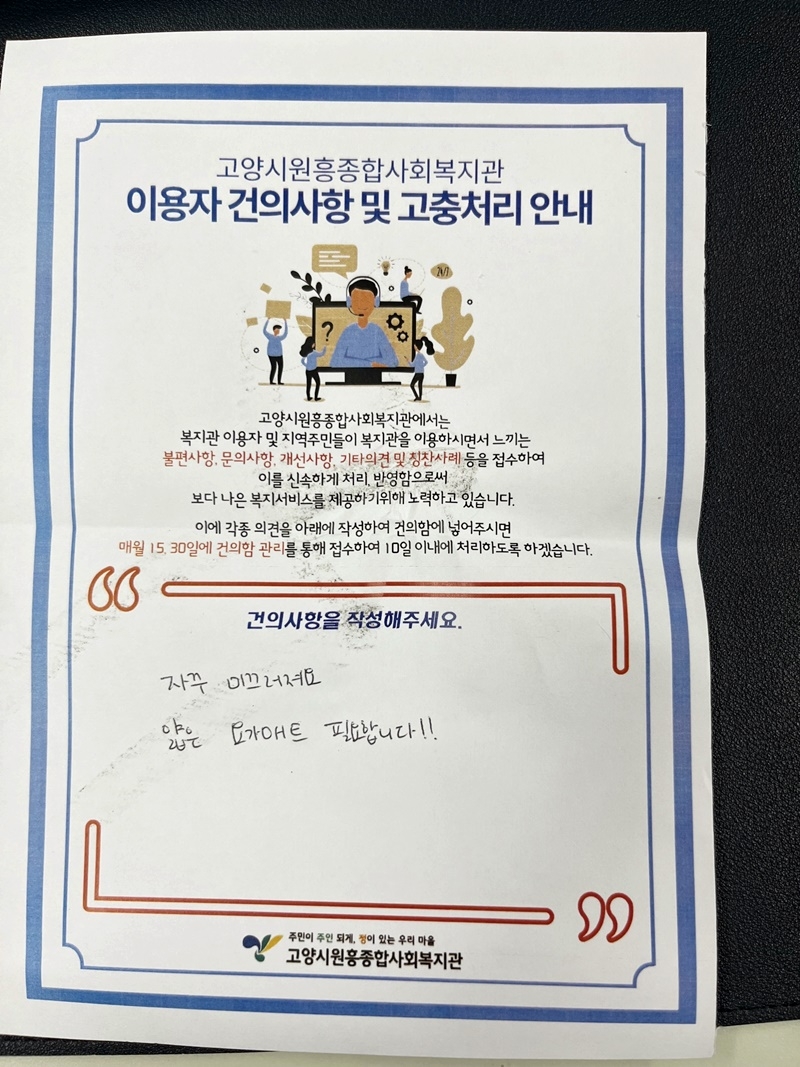 고양시원흥종합사회복지관
이용자 건의사항 및 고충처리 안내
24/7
?
고양시원흥종합사회복지관에서는
복지관 이용자 및 지역주민들이 복지관을 이용하시면서 느끼는
불편사항, 문의사항, 개선사항, 기타의견 및 칭찬사례 등을 접수하여
이를 신속하게 처리, 반영함으로써
보다 나은 복지서비스를 제공하기위해 노력하고 있습니다.
이에 각종 의견을 아래에 작성하여 건의함에 넣어주시면
매월 15, 30일에 건의함 관리를 통해 접수하여 10일 이내에 처리하도록 하겠습니다.
건의사항을 작성해주세요.
자꾸 미끄러져요
얇은 요가매트 필요합니다!!
주민이 주인 되게, 정이 있는 우리 마을
고양시원흥종합사회복지관